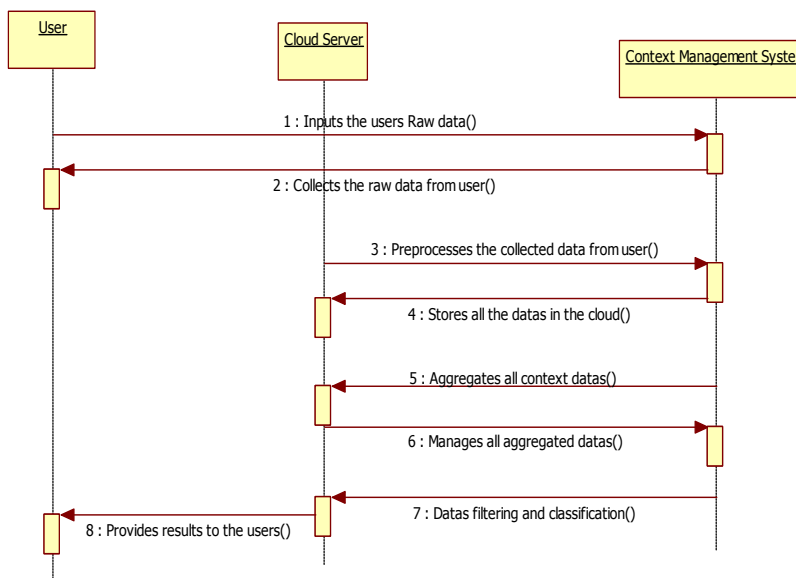 User
Cloud Server
Context Management Syste
1 : Inputs the users Raw data()
2 : Collects the raw data from user()
3 : Preprocesses the collected data from user()
4 : Stores all the datas in the cloud()
5 : Aggregates all context datas()
6 : Manages all aggregated datas()
7 : Datas filtering and classification()
8 : Provides results to the users()